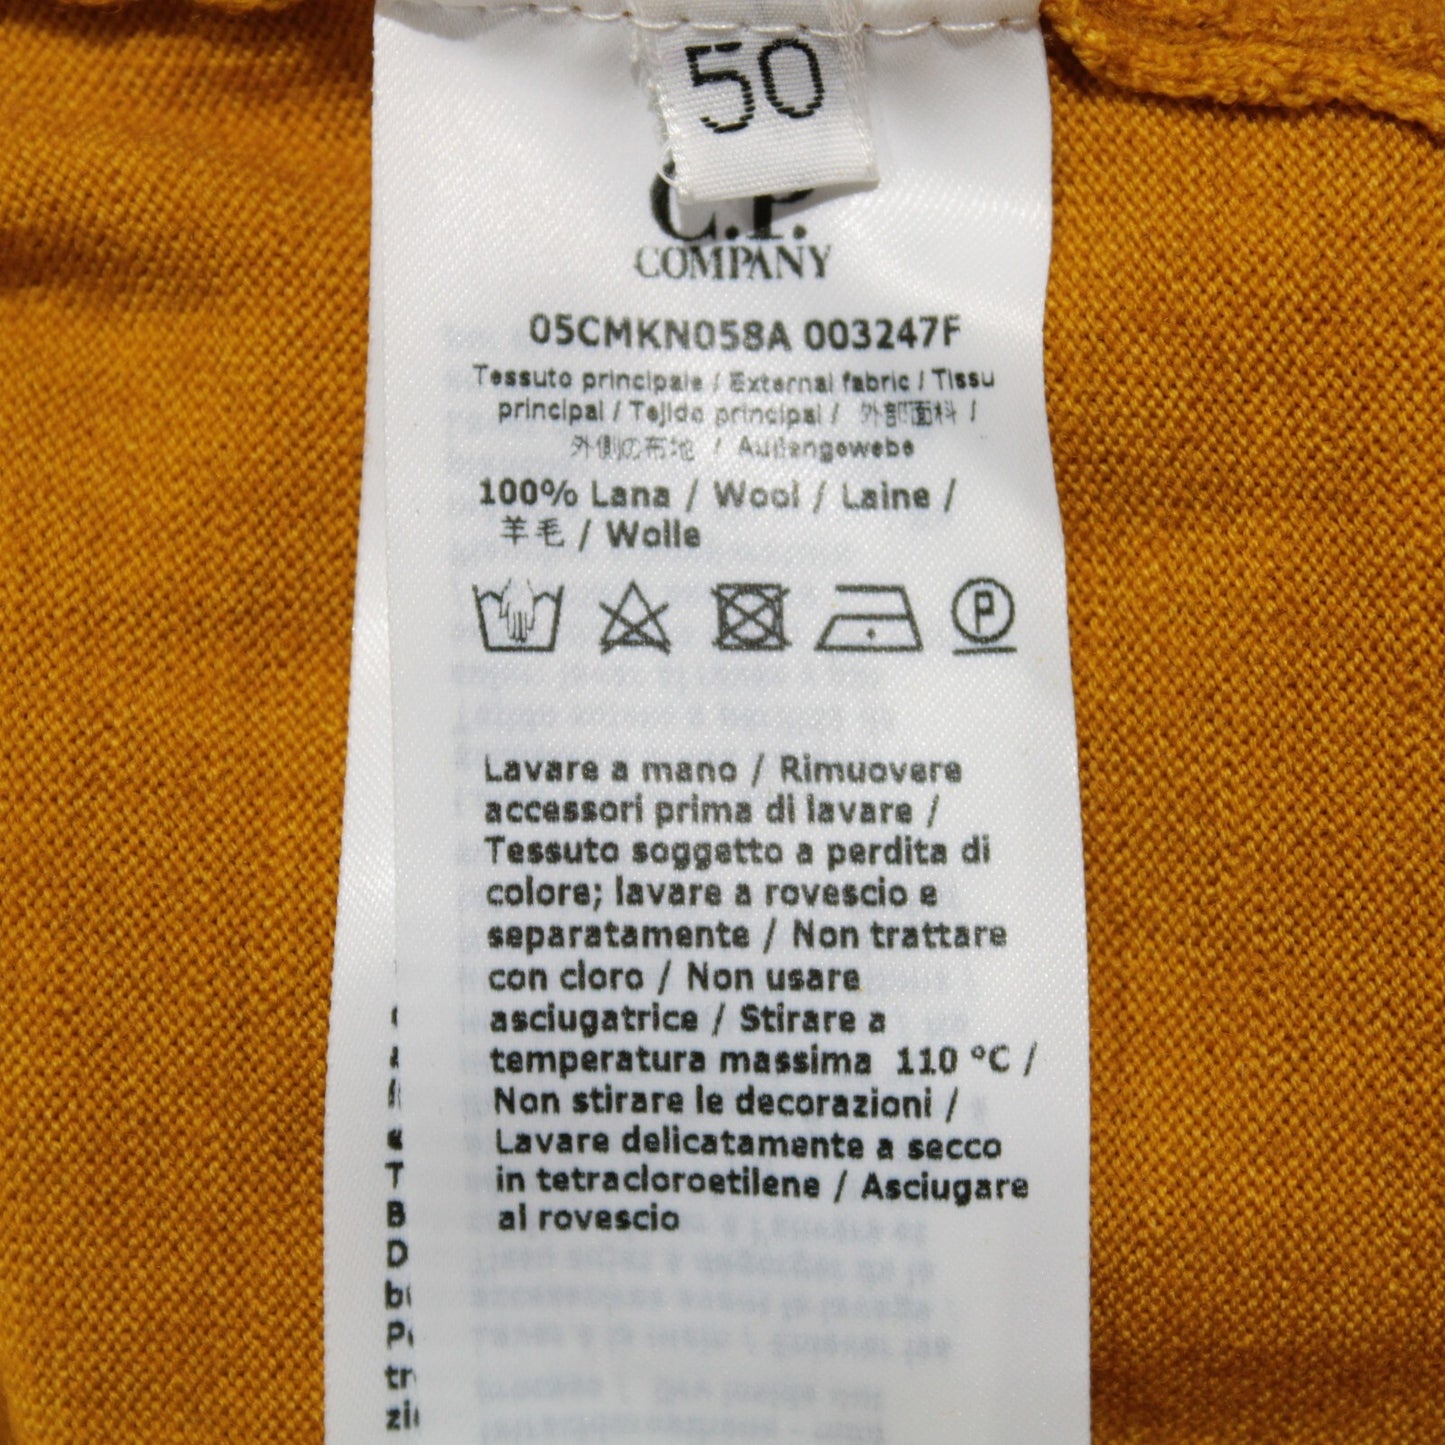 50
C.P.
COMPANY
05CMKN058A 003247F
Tessuto principale / External fabric / Tissu
principal / Tejido principal / 外部面料 /
外側の布地 / Außengewebe
100% Lana / Wool / Laine /
羊毛 / Wolle
P
Lavare a mano / Rimuovere
accessori prima di lavare /
Tessuto soggetto a perdita di
colore; lavare a rovescio e
separatamente / Non trattare
con cloro / Non usare
asciugatrice / Stirare a
temperatura massima 110 °C /
Non stirare le decorazioni /
Lavare delicatamente a secco
in tetracloroetilene / Asciugare
al rovescio